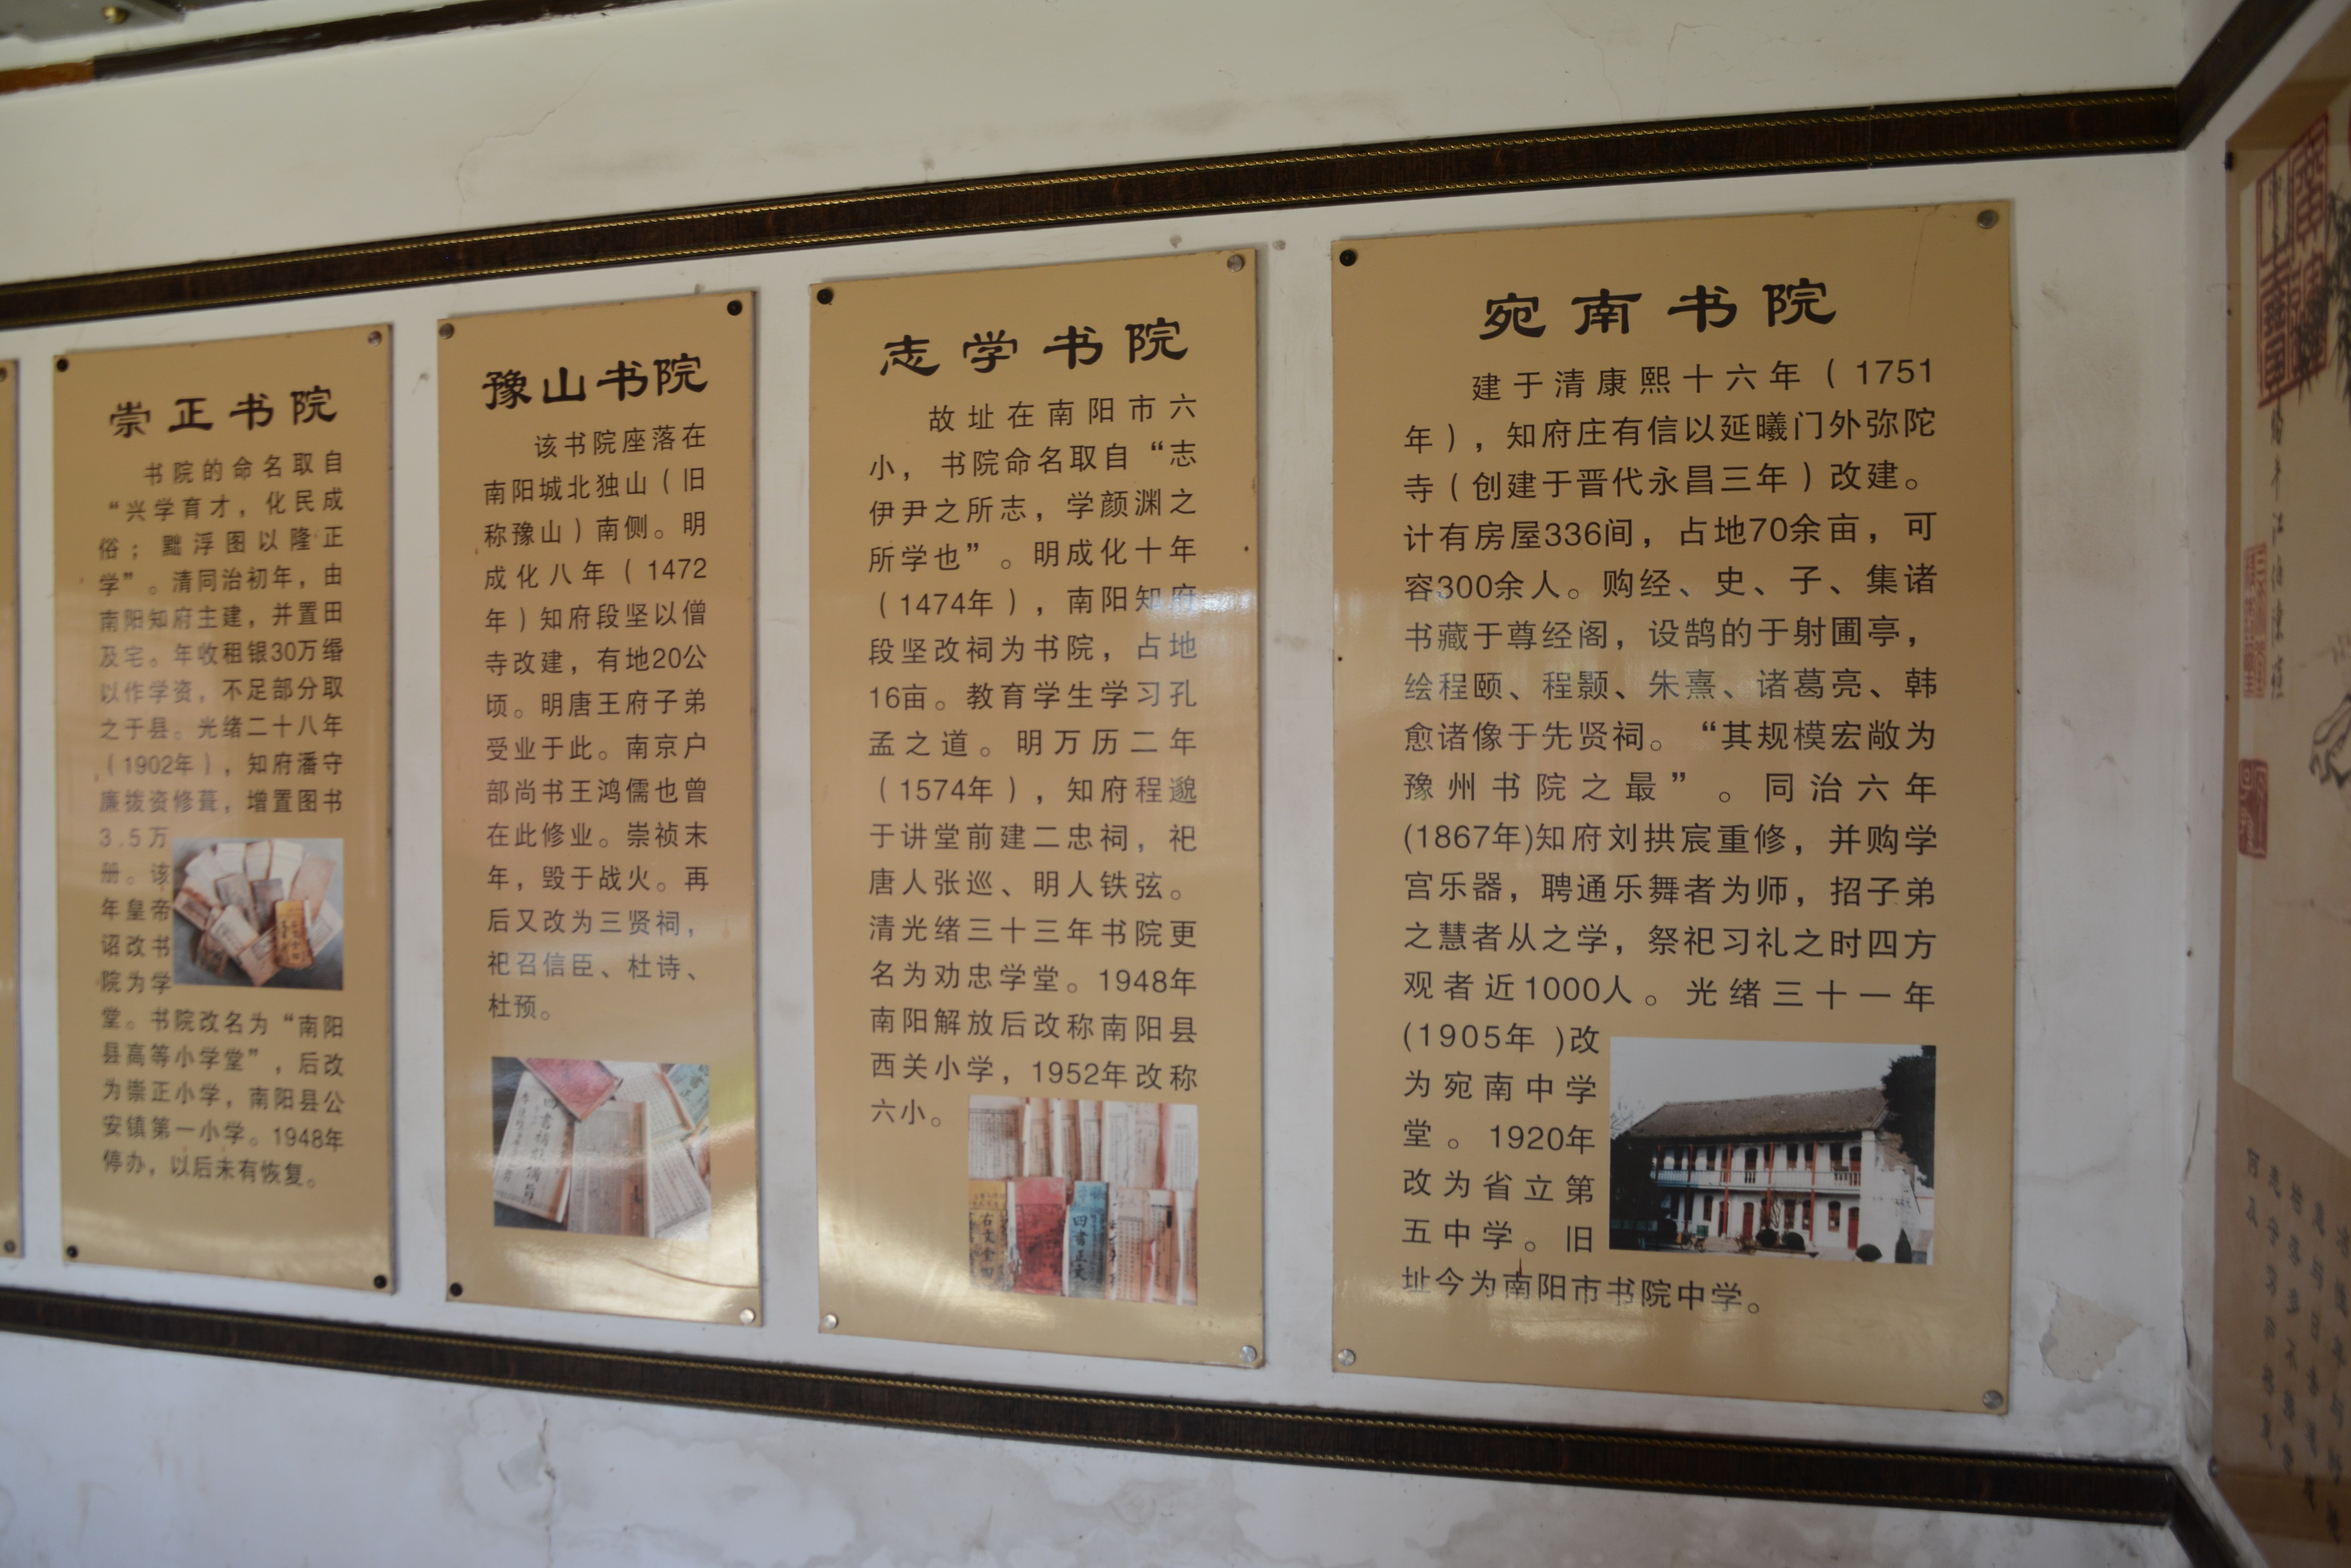 崇正书院
书院的命名取自
“兴学育才，化民成
俗；黜浮图以隆正
学”。清同治初年，由
南阳知府主建，并置田
及宅。年收租银30万缗
以作学资，不足部分取
之于县。光绪二十八年
（1902年），知府潘守
廉拨资修葺，增置图书
3.5万
册。该
年皇帝
诏改书
院为学
堂。书院改名为“南阳
县高等小学堂”，后改
为崇正小学，南阳县公
安镇第一小学。1948年
停办，以后未有恢复。
豫山书院
该书院座落在
南阳城北独山（旧
称豫山）南侧。明
成化八年（1472
年）知府段坚以僧
寺改建，有地20公
顷。明唐王府子弟
受业于此。南京户
部尚书王鸿儒也曾
在此修业。崇祯末
年，毁于战火。再
后又改为三贤祠，
祀召信臣、杜诗、
杜预。
志学书院
故址在南阳市六
小，书院命名取自“志
伊尹之所志，学颜渊之
所学也”。明成化十年
（1474年），南阳知府
段坚改祠为书院，占地
16亩。教育学生学习孔
孟之道。明万历二年
（1574年），知府程邈
于讲堂前建二忠祠，祀
唐人张巡、明人铁弦。
清光绪三十三年书院更
名为劝忠学堂。1948年
南阳解放后改称南阳县
西关小学，1952年改称
六小。
四书正文
宛南书院
建于清康熙十六年（1751
年），知府庄有信以延曦门外弥陀
寺（创建于晋代永昌三年）改建。
计有房屋336间，占地70余亩，可
容300余人。购经、史、子、集诸
书藏于尊经阁，设鹄的于射圃亭，
绘程颐、程颢、朱熹、诸葛亮、韩
愈诸像于先贤祠。“其规模宏敞为
豫州书院之最”。同治六年
(1867年)知府刘拱宸重修，并购学
宫乐器，聘通乐舞者为师，招子弟
之慧者从之学，祭祀习礼之时四方
观者近1000人。光绪三十一年
(1905年 )改
为宛南中学
堂。1920年
改为省立第
五中学。旧
址今为南阳市书院中学。